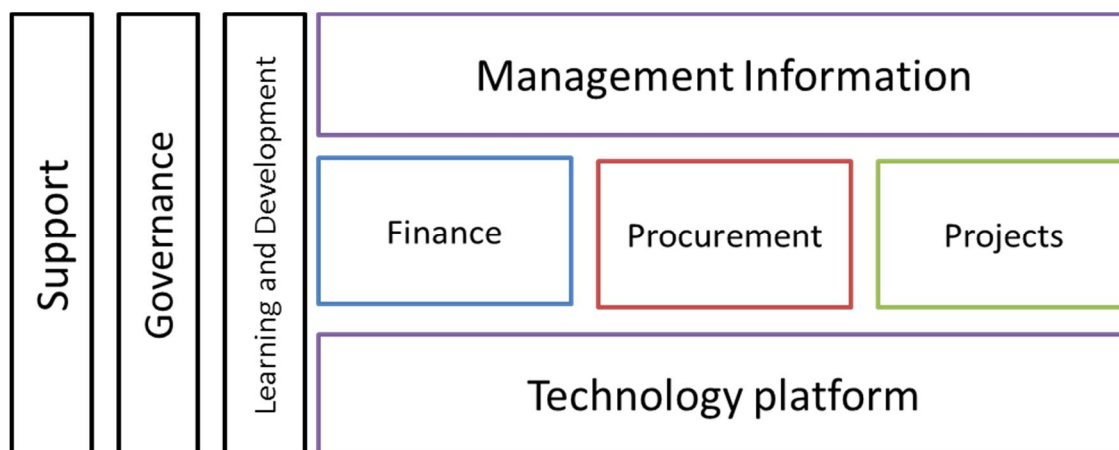 Support
Governance
Learning and Development
Management Information
Finance
Procurement
Projects
Technology platform